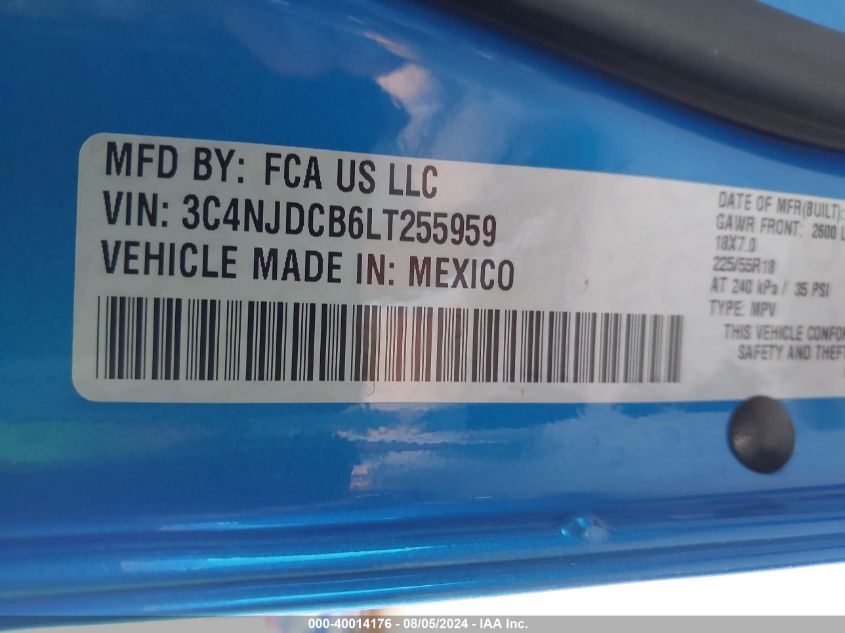 MFD BY: FCA US LLC
VIN: 3C4NJDCB6LT255959
VEHICLE MADE IN: MEXICO
DATE OF MFR(BUILT):
GAWR FRONT: 2600 L
18X7.0
225/55R18
AT 240 kPa / 35 PSI
TYPE: MPV
THIS VEHICLE CONFOR
SAFETY AND THEFT
000-40014176 - 08/05/2024 - IAA Inc.